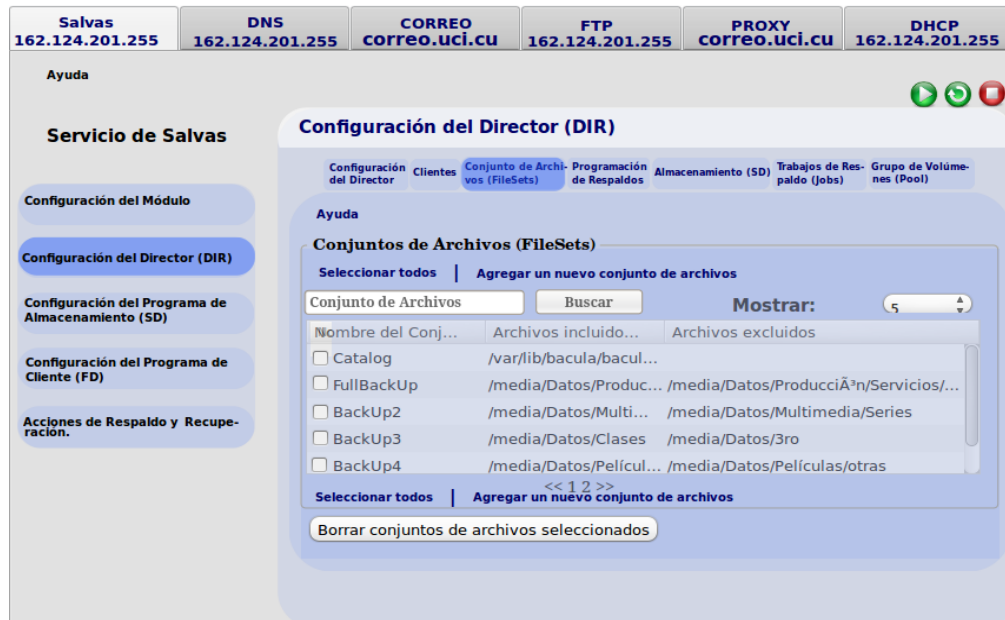 Salvas
162.124.201.255
DNS
162.124.201.255
CORREO
correo.uci.cu
FTP
162.124.201.255
PROXY
correo.uci.cu
DHCP
162.124.201.255
Ayuda
Servicio de Salvas
Configuración del Módulo
Configuración del Director (DIR)
Configuración del Programa de
Almacenamiento (SD)
Configuración del Programa de
Cliente (FD)
Acciones de Respaldo y Recupe-
ración.
Configuración del Director (DIR)
Configuración
del Director
Clientes
Conjunto de Archi-
vos (FileSets)
Programación
de Respaldos
Almacenamiento (SD)
Trabajos de Res-
paldo (Jobs)
Grupo de Volúme-
nes (Pool)
Ayuda
Conjuntos de Archivos (FileSets)
Seleccionar todos | Agregar un nuevo conjunto de archivos
Conjunto de Archivos Buscar Mostrar: 5
Nombre del Conj... Archivos incluido... Archivos excluidos
Catalog /var/lib/bacula/bacul...
FullBackUp /media/Datos/Produc... /media/Datos/ProducciÃ³n/Servicios/...
BackUp2 /media/Datos/Multi... /media/Datos/Multimedia/Series
BackUp3 /media/Datos/Clases /media/Datos/3ro
BackUp4 /media/Datos/Películ... /media/Datos/Películas/otras
<< 1 2 >>
Seleccionar todos | Agregar un nuevo conjunto de archivos
Borrar conjuntos de archivos seleccionados